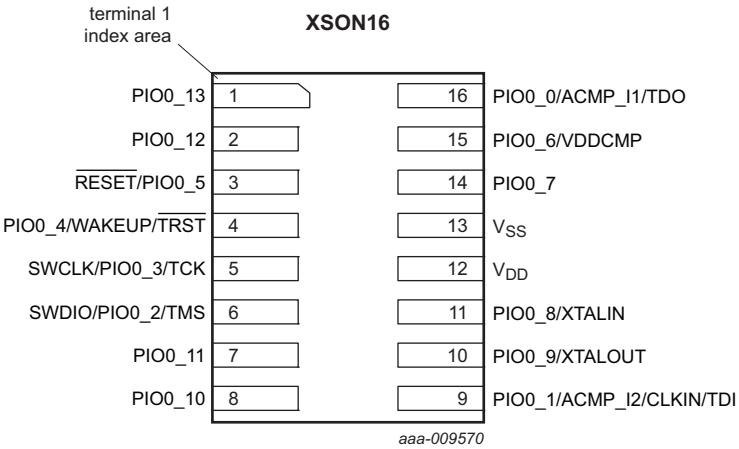 terminal 1
index area
XSON16
PIO0_13 1
PIO0_12 2
RESET/PIO0_5 3
PIO0_4/WAKEUP/TRST 4
SWCLK/PIO0_3/TCK 5
SWDIO/PIO0_2/TMS 6
PIO0_11 7
PIO0_10 8
16 PIO0_0/ACMP_I1/TDO
15 PIO0_6/VDDCMP
14 PIO0_7
13 VSS
12 VDD
11 PIO0_8/XTALIN
10 PIO0_9/XTALOUT
9 PIO0_1/ACMP_I2/CLKIN/TDI
aaa-009570